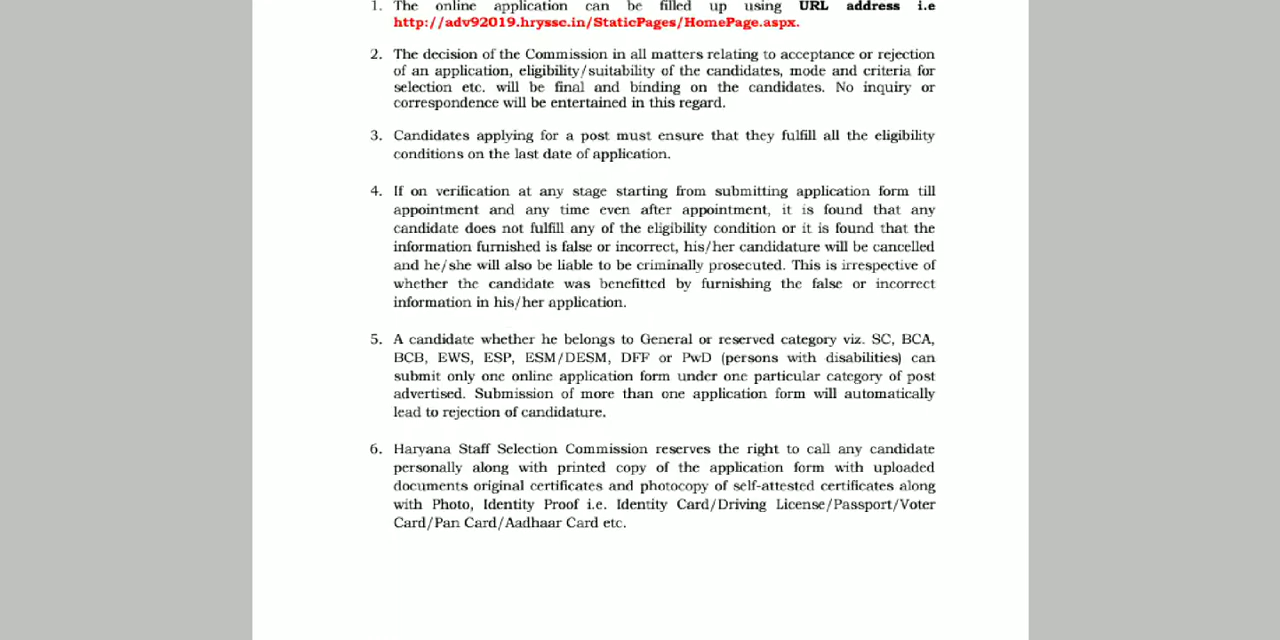 1. The online application can be filled up using URL address i.e
http://adv92019.hryssc.in/StaticPages/HomePage.aspx.
2. The decision of the Commission in all matters relating to acceptance or rejection
of an application, eligibility/suitability of the candidates, mode and criteria for
selection etc. will be final and binding on the candidates. No inquiry or
correspondence will be entertained in this regard.
3. Candidates applying for a post must ensure that they fulfill all the eligibility
conditions on the last date of application.
4. If on verification at any stage starting from submitting application form till
appointment and any time even after appointment, it is found that any
candidate does not fulfill any of the eligibility condition or it is found that the
information furnished is false or incorrect, his/her candidature will be cancelled
and he/she will also be liable to be criminally prosecuted. This is irrespective of
whether the candidate was benefitted by furnishing the false or incorrect
information in his/her application.
5. A candidate whether he belongs to General or reserved category viz. SC, BCA,
BCB, EWS, ESP, ESM/DESM, DFF or PwD (persons with disabilities) can
submit only one online application form under one particular category of post
advertised. Submission of more than one application form will automatically
lead to rejection of candidature.
6. Haryana Staff Selection Commission reserves the right to call any candidate
personally along with printed copy of the application form with uploaded
documents original certificates and photocopy of self-attested certificates along
with Photo, Identity Proof i.e. Identity Card/Driving License/Passport/Voter
Card/Pan Card/Aadhaar Card etc.